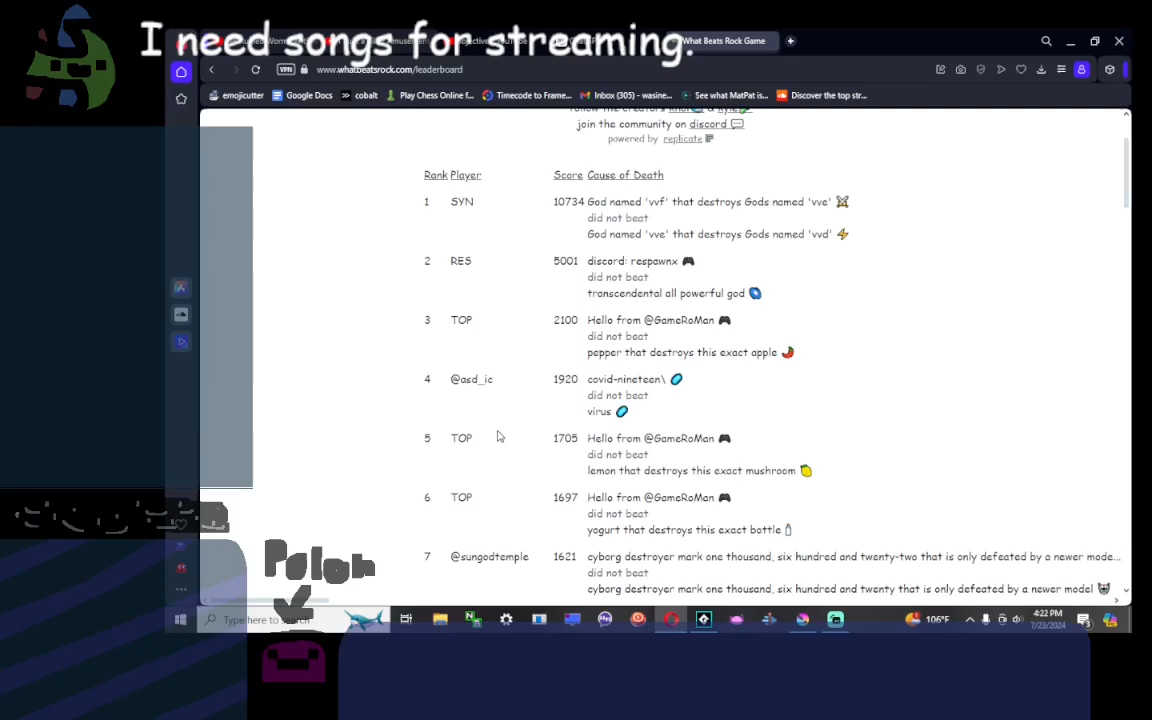 I need songs for streaming.
What Beats Rock Game
VPN www.whatbeatsrock.com/leaderboard
emojicutter Google Docs cobalt Play Chess Online f... Timecode to Frame... Inbox (305) - wasine... See what MatPat is... Discover the top str...
join the community on discord
powered by replicate
Rank Player Score Cause of Death
1 SYN 10734 God named 'vvf' that destroys Gods named 'vve'
did not beat
God named 'vve' that destroys Gods named 'vvd'
2 RES 5001 discord: respawnx
did not beat
transcendental all powerful god
3 TOP 2100 Hello from @GameRoMan
did not beat
pepper that destroys this exact apple
4 @asd_ic 1920 covid-nineteen\
did not beat
virus
5 TOP 1705 Hello from @GameRoMan
did not beat
lemon that destroys this exact mushroom
6 TOP 1697 Hello from @GameRoMan
did not beat
yogurt that destroys this exact bottle
7 @sungodtemple 1621 cyborg destroyer mark one thousand, six hundred and twenty-two that is only defeated by a newer mode...
did not beat
cyborg destroyer mark one thousand, six hundred and twenty that is only defeated by a newer model
Type here to search
106°F
4:22 PM
7/23/2024